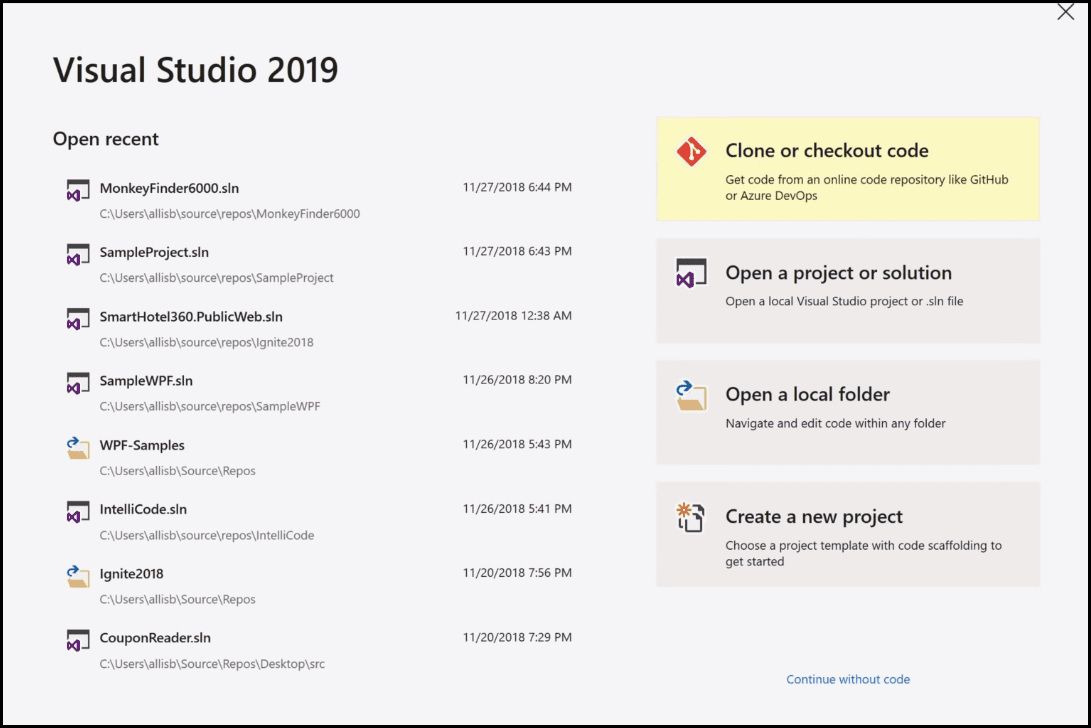 Visual Studio 2019
Open recent
MonkeyFinder6000.sln 11/27/2018 6:44 PM
C:\Users\allisb\source\repos\MonkeyFinder6000
SampleProject.sln 11/27/2018 6:43 PM
C:\Users\allisb\source\repos\SampleProject
SmartHotel360.PublicWeb.sln 11/27/2018 12:38 AM
C:\Users\allisb\source\repos\Ignite2018
SampleWPF.sln 11/26/2018 8:20 PM
C:\Users\allisb\source\repos\SampleWPF
WPF-Samples 11/26/2018 5:43 PM
C:\Users\allisb\Source\Repos
IntelliCode.sln 11/26/2018 5:41 PM
C:\Users\allisb\source\repos\IntelliCode
Ignite2018 11/20/2018 7:56 PM
C:\Users\allisb\Source\Repos
CouponReader.sln 11/20/2018 7:29 PM
C:\Users\allisb\Source\Repos\Desktop\src
Clone or checkout code
Get code from an online code repository like GitHub
or Azure DevOps
Open a project or solution
Open a local Visual Studio project or .sln file
Open a local folder
Navigate and edit code within any folder
Create a new project
Choose a project template with code scaffolding to
get started
Continue without code